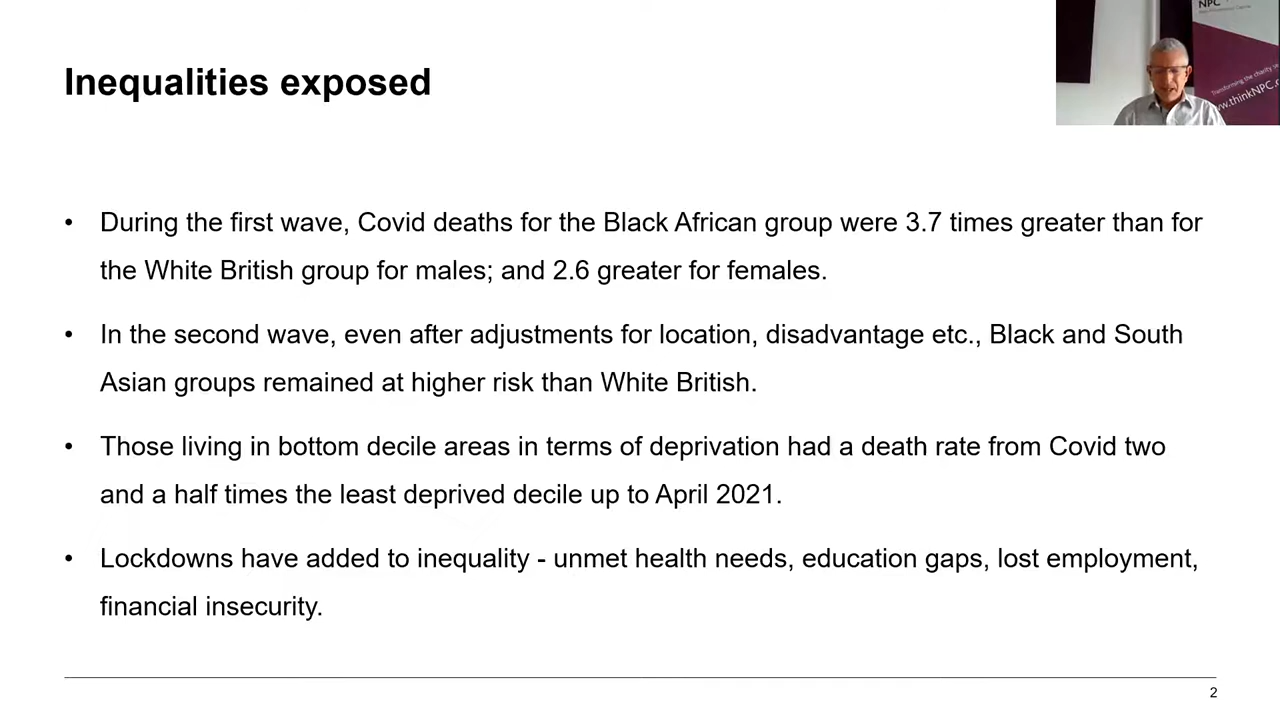 NPC
Transforming the charity
Inequalities exposed
www.thinkNPC.
• During the first wave, Covid deaths for the Black African group were 3.7 times greater than for
the White British group for males; and 2.6 greater for females.
• In the second wave, even after adjustments for location, disadvantage etc., Black and South
Asian groups remained at higher risk than White British.
• Those living in bottom decile areas in terms of deprivation had a death rate from Covid two
and a half times the least deprived decile up to April 2021.
• Lockdowns have added to inequality - unmet health needs, education gaps, lost employment,
financial insecurity.
2